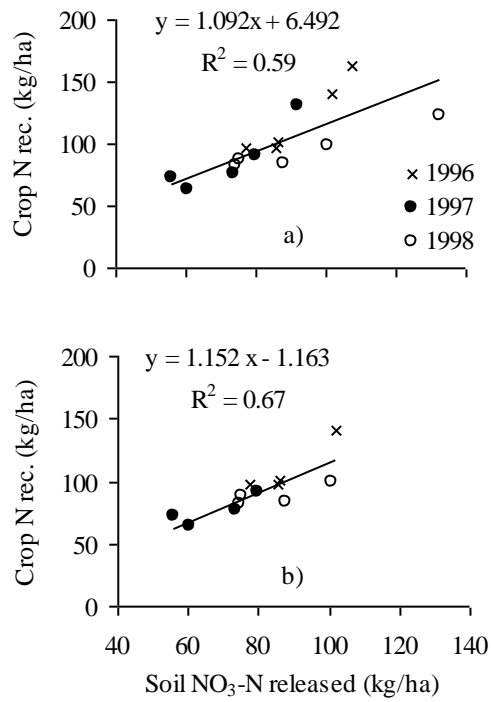 y = 1.092x + 6.492
R² = 0.59
200
150
100
50
0
Crop N rec. (kg/ha)
× 1996
● 1997
○ 1998
a)
y = 1.152 x - 1.163
R² = 0.67
200
150
100
50
0
Crop N rec. (kg/ha)
b)
40 60 80 100 120 140
Soil NO₃-N released (kg/ha)